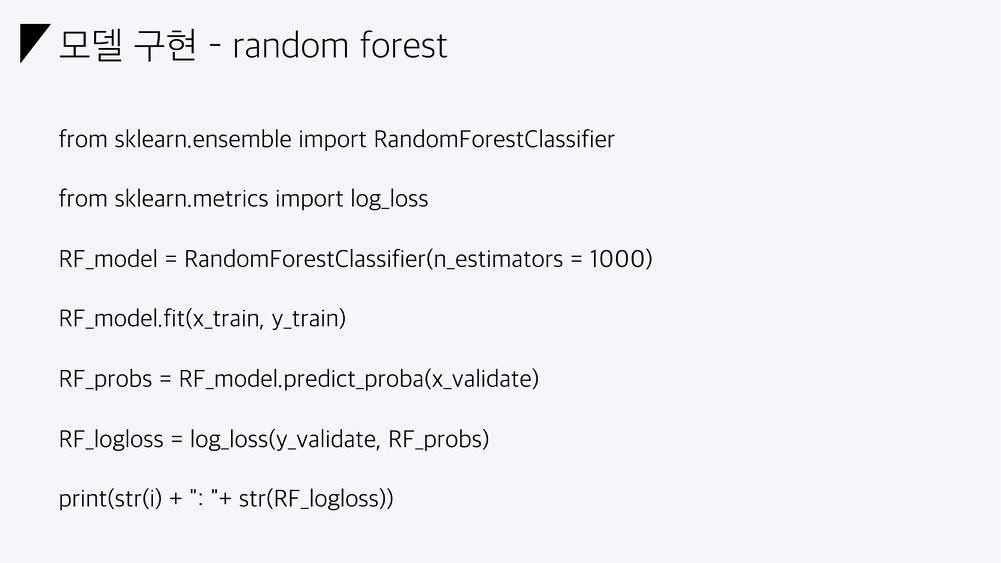 모델 구현 - random forest
from sklearn.ensemble import RandomForestClassifier
from sklearn.metrics import log_loss
RF_model = RandomForestClassifier(n_estimators = 1000)
RF_model.fit(x_train, y_train)
RF_probs = RF_model.predict_proba(x_validate)
RF_logloss = log_loss(y_validate, RF_probs)
print(str(i) + ": "+ str(RF_logloss))